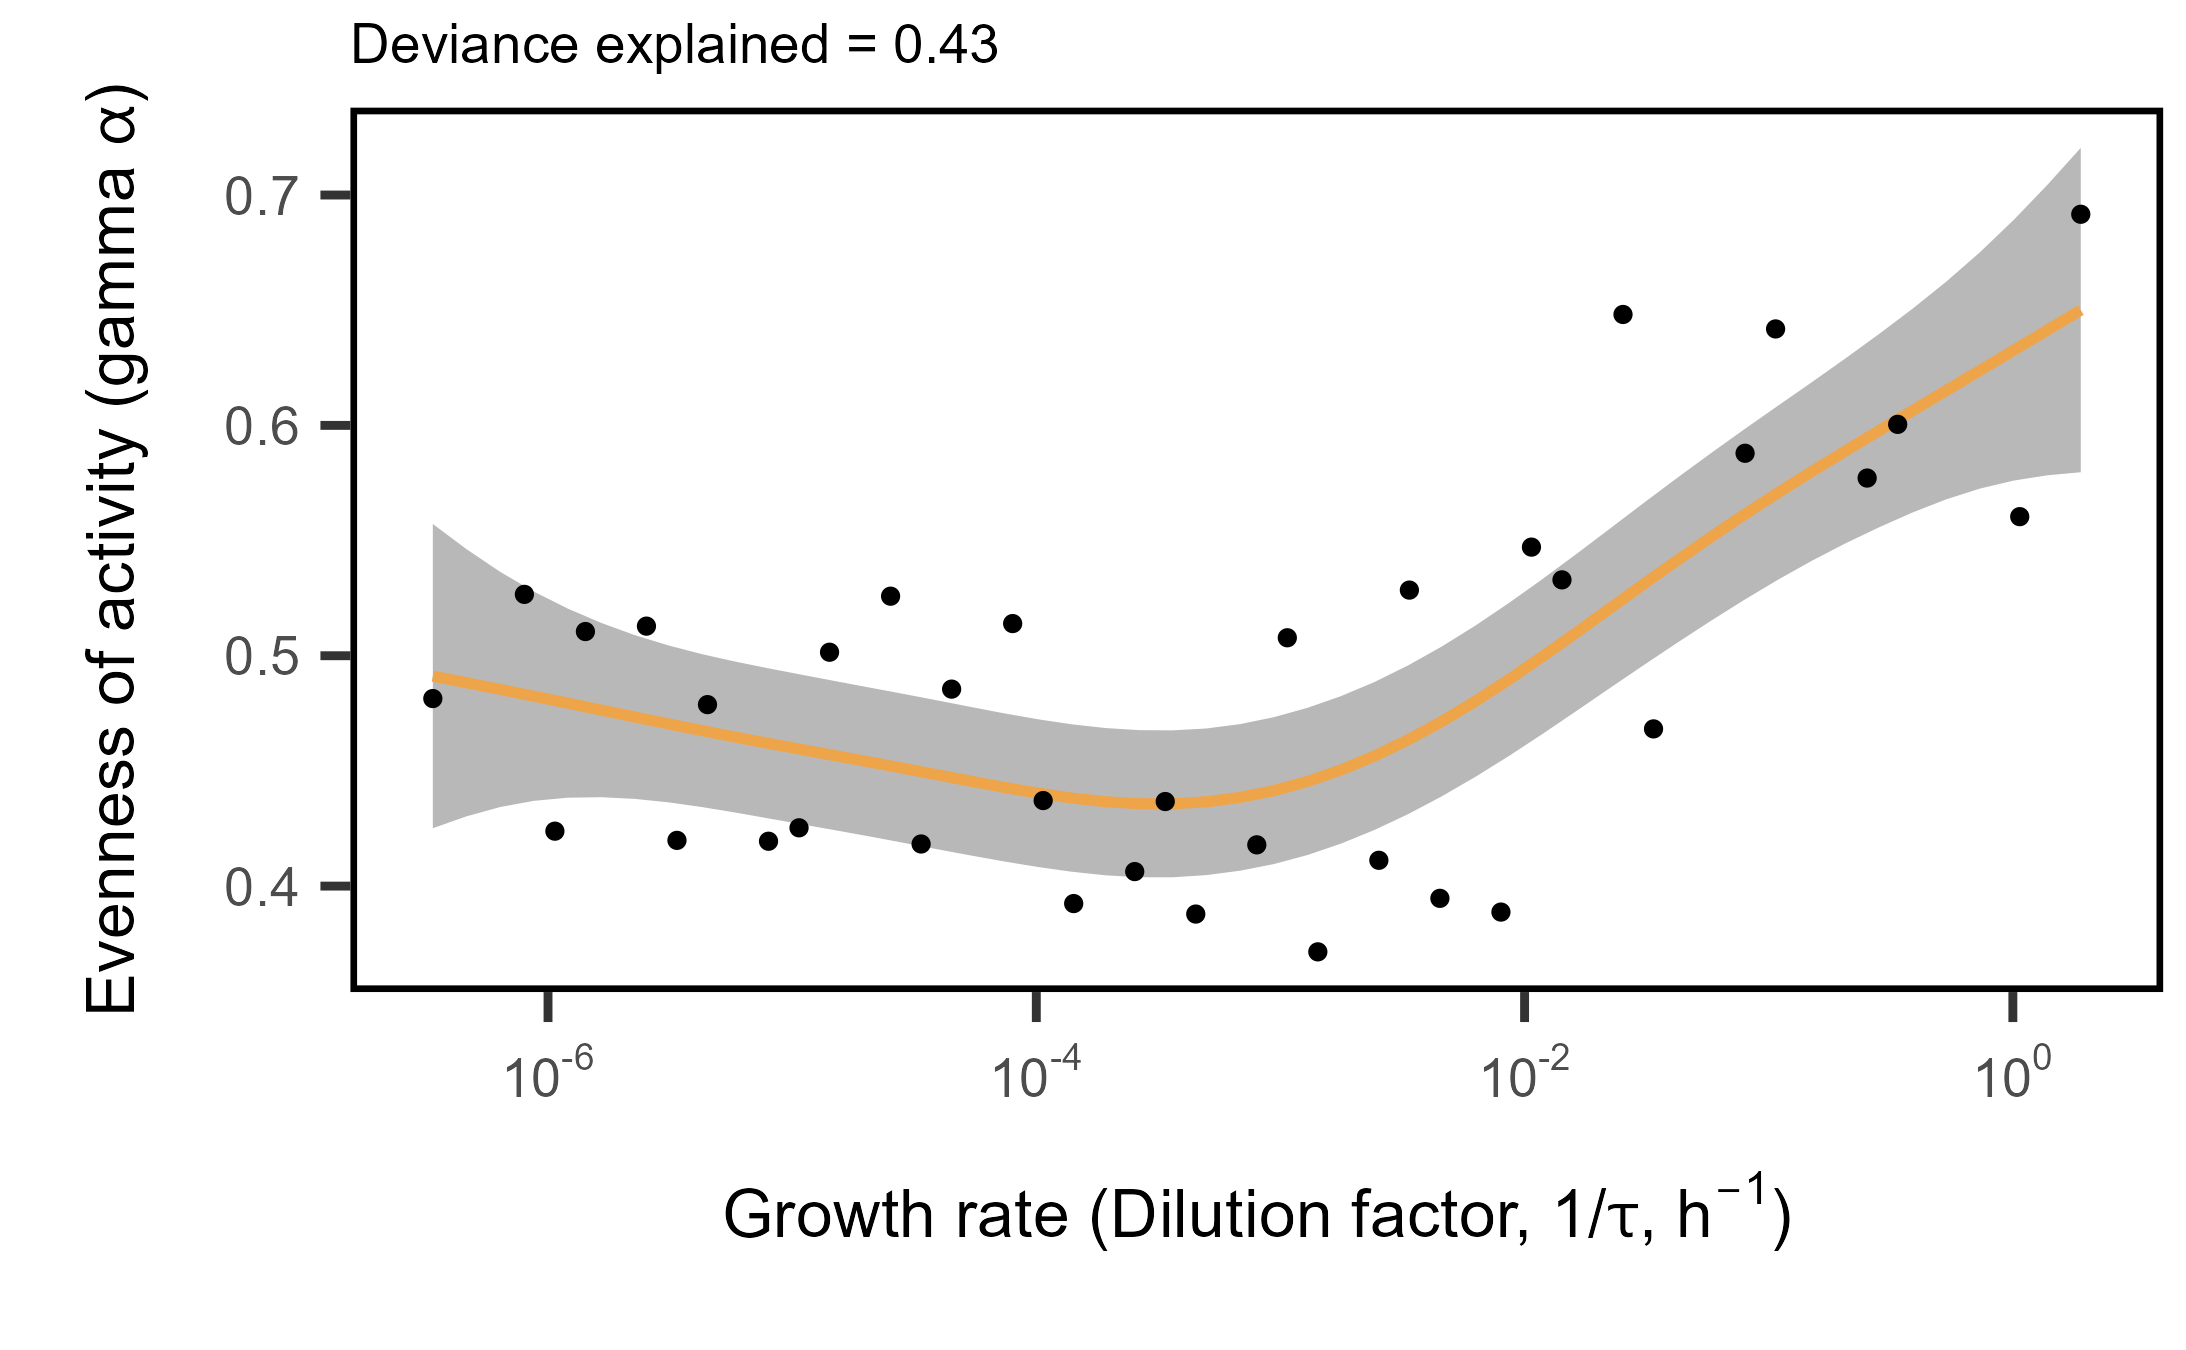 Deviance explained = 0.43
Evenness of activity (gamma α)
0.7
0.6
0.5
0.4
10⁻⁶ 10⁻⁴ 10⁻² 10⁰
Growth rate (Dilution factor, 1/τ, h⁻¹)